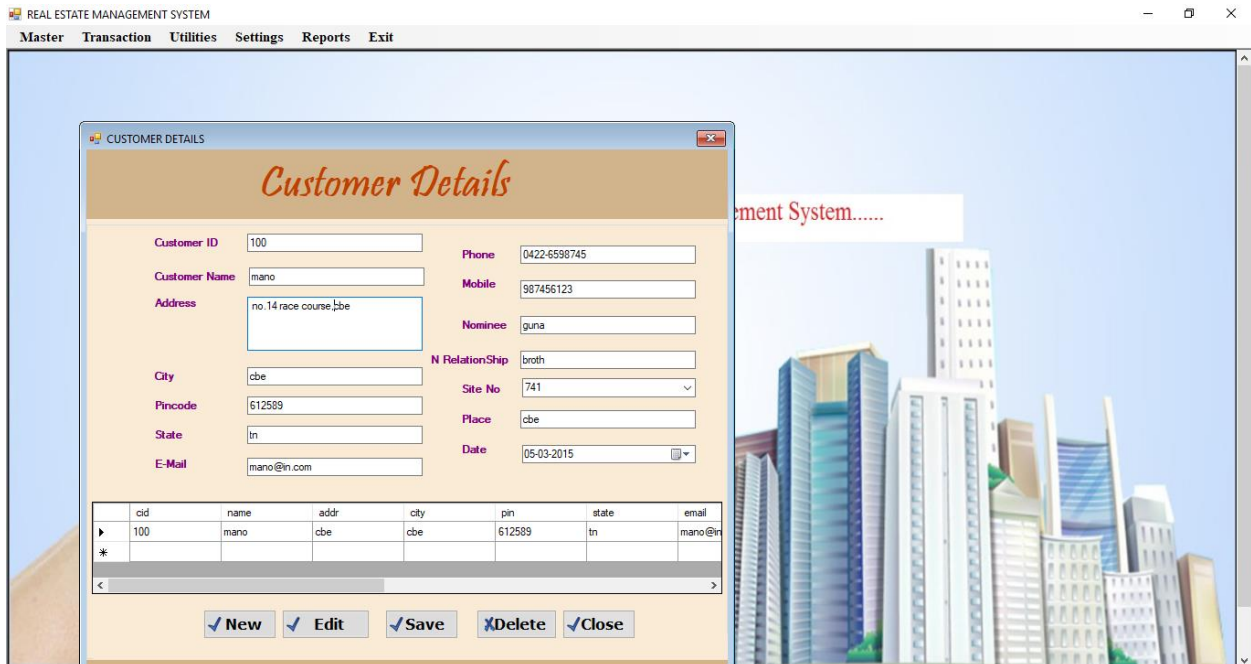 REAL ESTATE MANAGEMENT SYSTEM
Master Transaction Utilities Settings Reports Exit
CUSTOMER DETAILS
Customer Details
ement System......
Customer ID 100
Customer Name mano
Address no.14 race course,cbe
City cbe
Pincode 612589
State tn
E-Mail mano@in.com
Phone 0422-6598745
Mobile 987456123
Nominee guna
N RelationShip broth
Site No 741
Place cbe
Date 05-03-2015
cid name addr city pin state email
100 mano cbe cbe 612589 tn mano@in
New Edit Save Delete Close